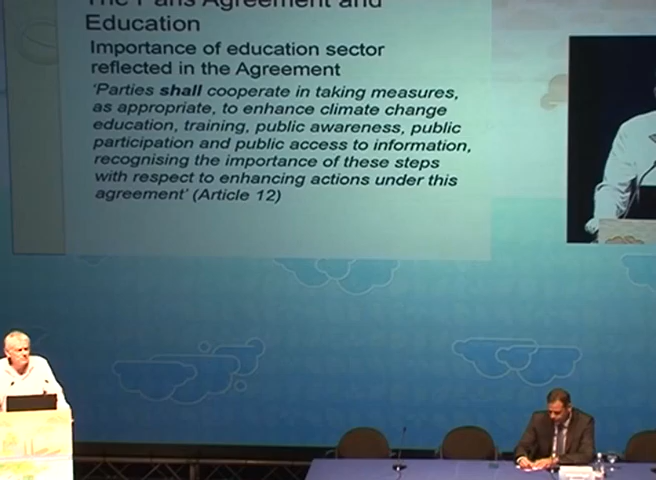 The Paris Agreement and
Education
Importance of education sector
reflected in the Agreement
'Parties shall cooperate in taking measures,
as appropriate, to enhance climate change
education, training, public awareness, public
participation and public access to information,
recognising the importance of these steps
with respect to enhancing actions under this
agreement' (Article 12)